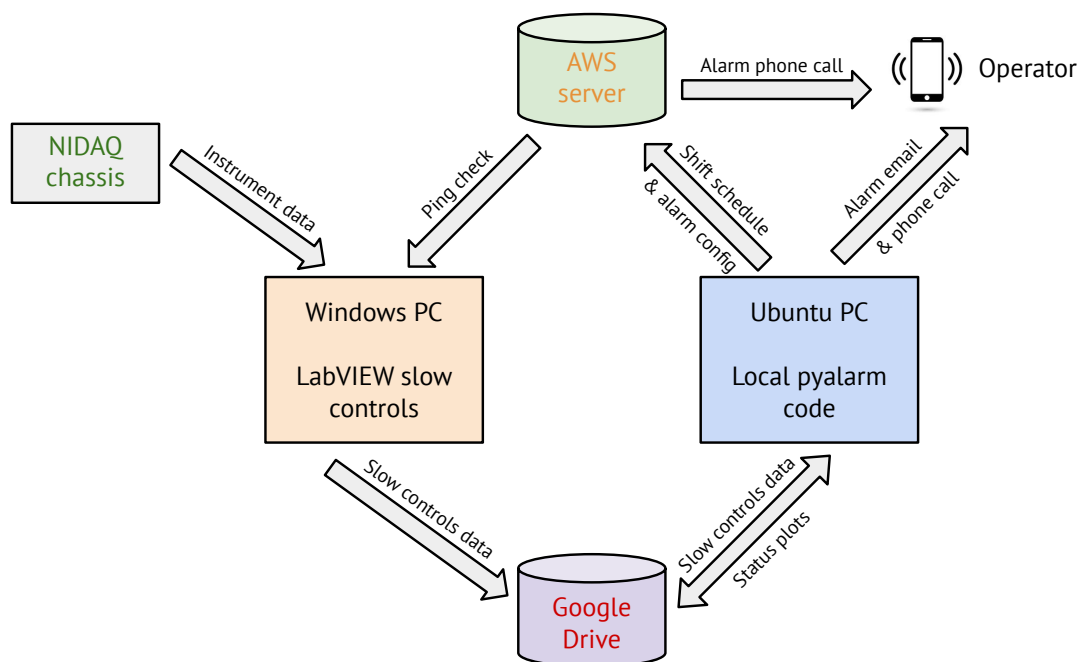 AWS
server
Alarm phone call
Operator
NIDAQ
chassis
Instrument data
Ping check
Shift schedule
& alarm config
Alarm email
& phone call
Windows PC
LabVIEW slow
controls
Ubuntu PC
Local pyalarm
code
Slow controls data
Slow controls data
Status plots
Google
Drive